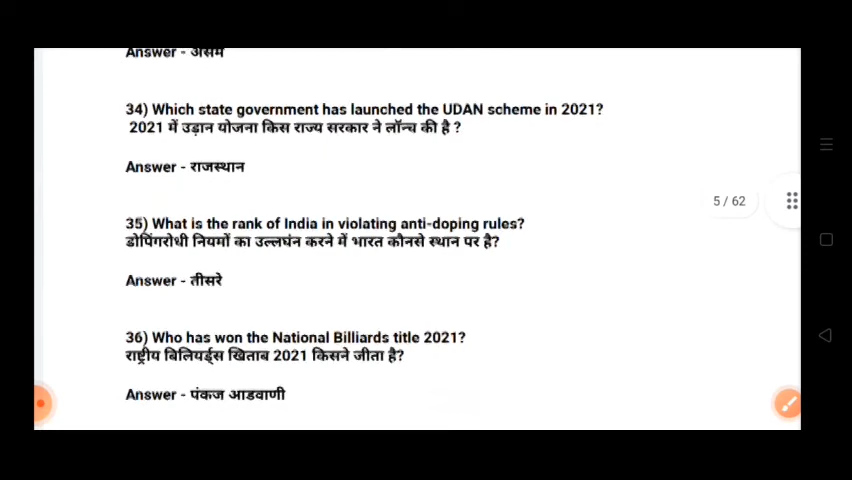 Answer - असम
34) Which state government has launched the UDAN scheme in 2021?
2021 में उड़ान योजना किस राज्य सरकार ने लॉन्च की है ?
Answer - राजस्थान
5 / 62
35) What is the rank of India in violating anti-doping rules?
डोपिंगरोधी नियमों का उल्लघंन करने में भारत कौनसे स्थान पर है?
Answer - तीसरे
36) Who has won the National Billiards title 2021?
राष्ट्रीय बिलियर्ड्स खिताब 2021 किसने जीता है?
Answer - पंकज आडवाणी